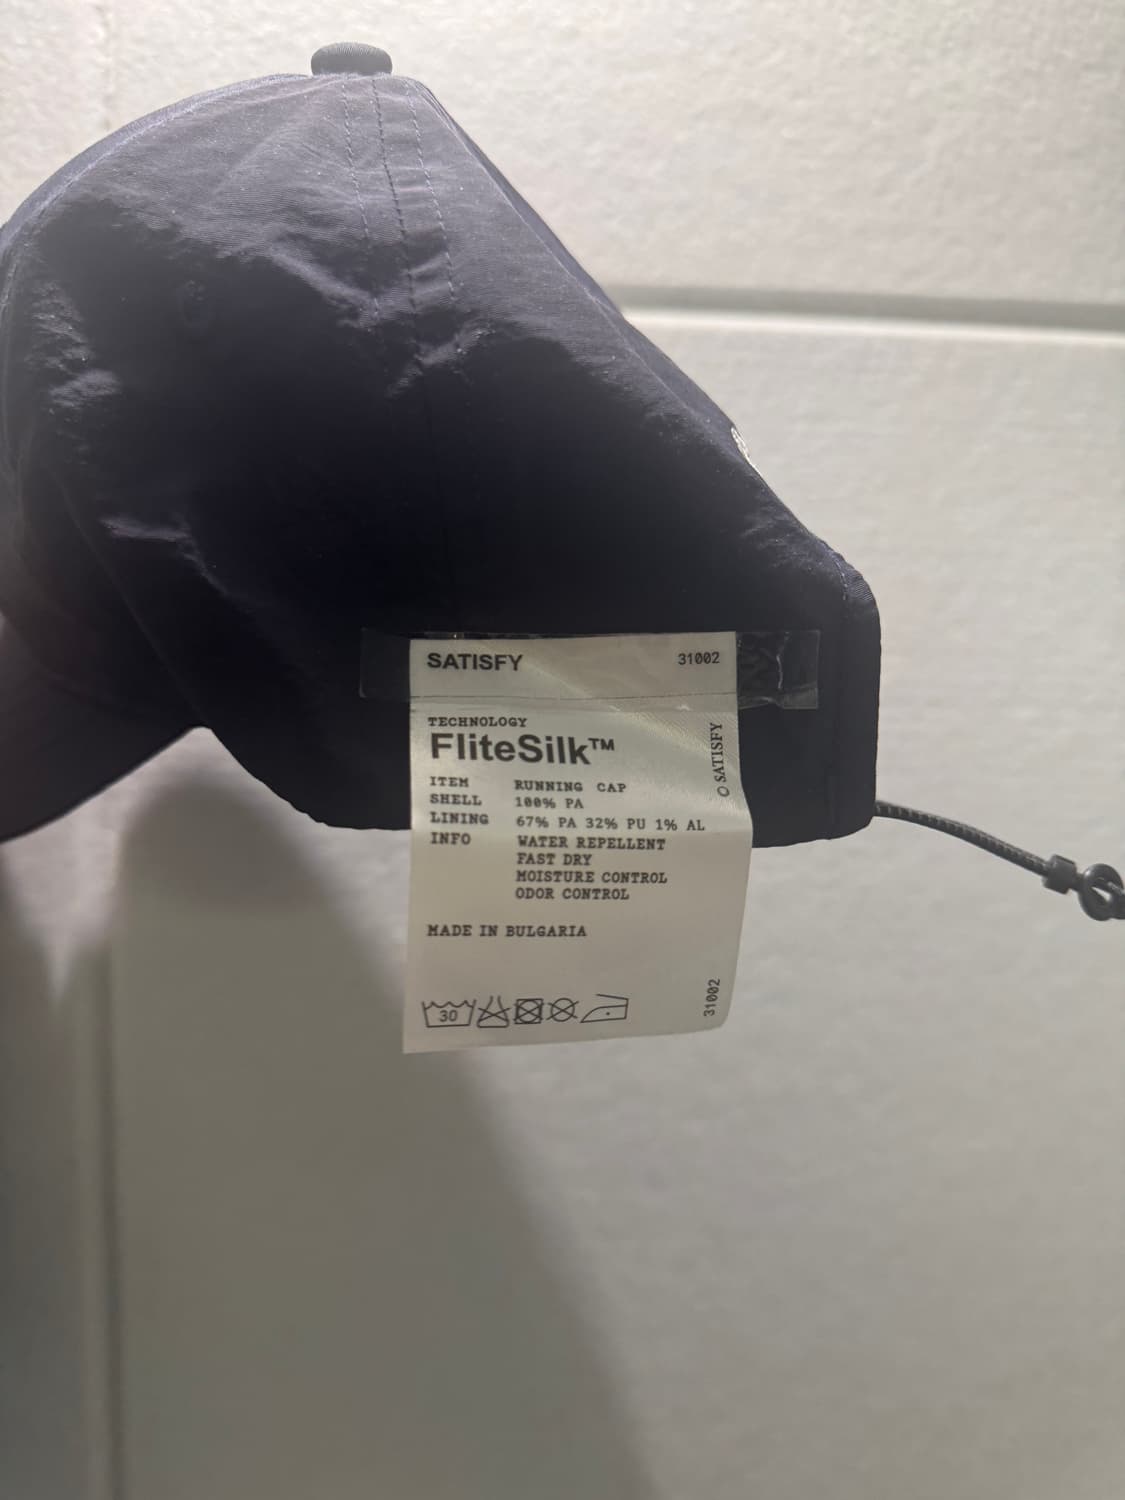 SATISFY 31002
TECHNOLOGY
FliteSilk™
ITEM RUNNING CAP
SHELL 100% PA
LINING 67% PA 32% PU 1% AL
INFO WATER REPELLENT
FAST DRY
MOISTURE CONTROL
ODOR CONTROL
MADE IN BULGARIA
30
SATISFY
31002